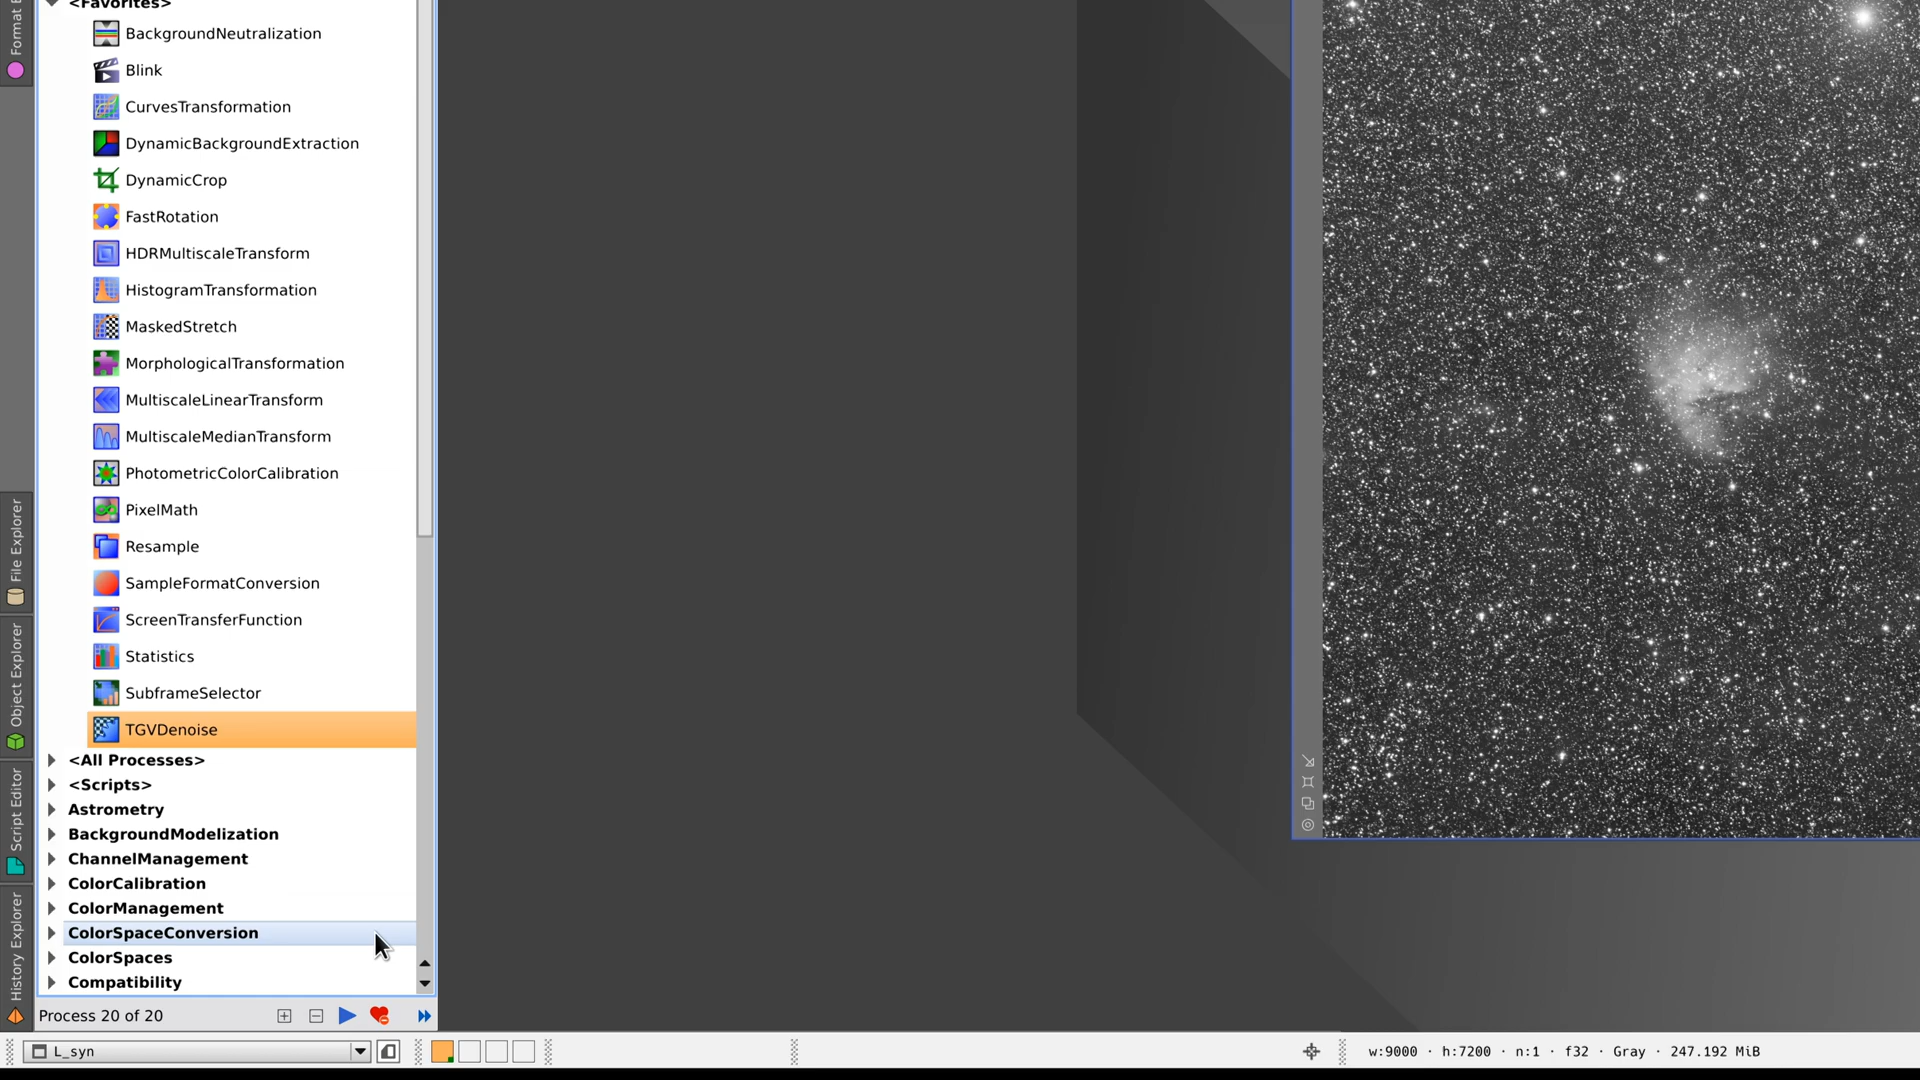 Format E
<Favorites>
BackgroundNeutralization
Blink
CurvesTransformation
DynamicBackgroundExtraction
DynamicCrop
FastRotation
HDRMultiscaleTransform
HistogramTransformation
MaskedStretch
MorphologicalTransformation
MultiscaleLinearTransform
MultiscaleMedianTransform
PhotometricColorCalibration
PixelMath
Resample
SampleFormatConversion
ScreenTransferFunction
Statistics
SubframeSelector
TGVDenoise
<All Processes>
<Scripts>
Astrometry
BackgroundModelization
ChannelManagement
ColorCalibration
ColorManagement
ColorSpaceConversion
ColorSpaces
Compatibility
File Explorer
Object Explorer
Script Editor
History Explorer
Process 20 of 20
L_syn
w:9000 · h:7200 · n:1 · f32 · Gray · 247.192 MiB